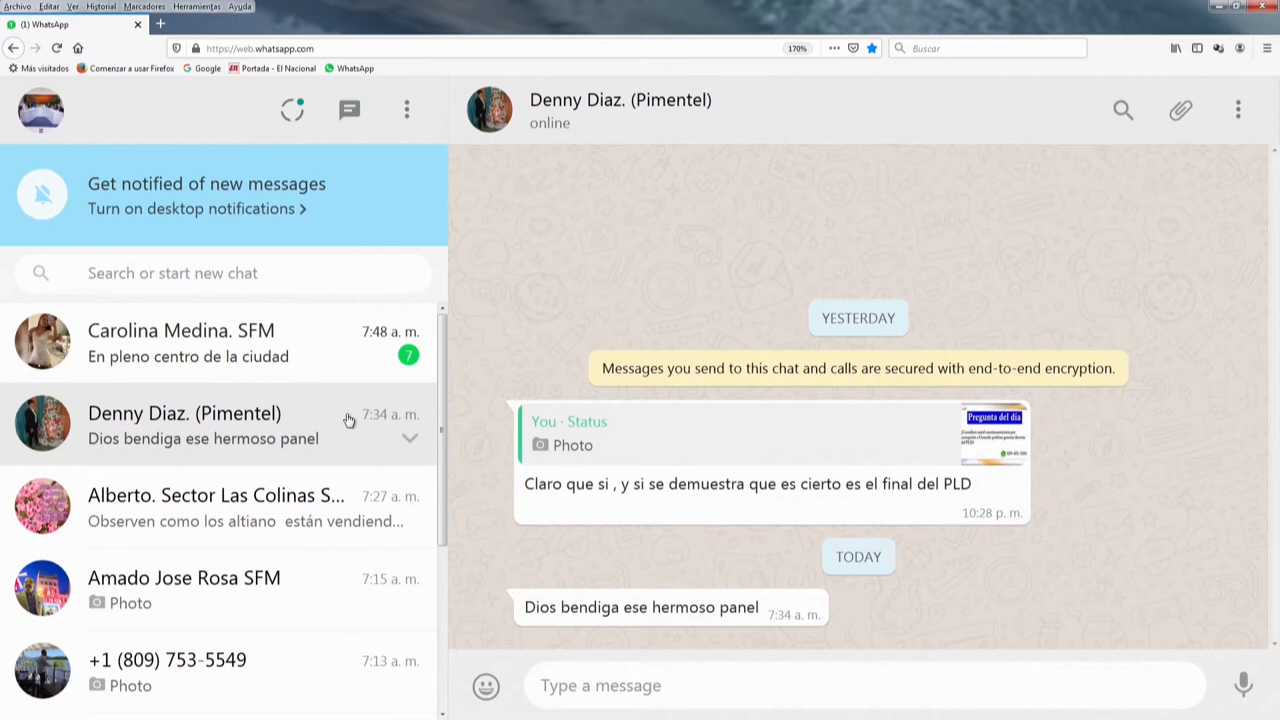 Archivo Editar Ver Historial Marcadores Herramientas Ayuda
(1) WhatsApp
https://web.whatsapp.com
170%
Buscar
Más visitados Comenzar a usar Firefox Google Portada - El Nacional WhatsApp
Denny Diaz. (Pimentel)
online
Get notified of new messages
Turn on desktop notifications >
Search or start new chat
Carolina Medina. SFM 7:48 a. m.
En pleno centro de la ciudad 7
Denny Diaz. (Pimentel) 7:34 a. m.
Dios bendiga ese hermoso panel
Alberto. Sector Las Colinas S... 7:27 a. m.
Observen como los altiano están vendiend...
Amado Jose Rosa SFM 7:15 a. m.
Photo
+1 (809) 753-5549 7:13 a. m.
Photo
YESTERDAY
Messages you send to this chat and calls are secured with end-to-end encryption.
You · Status
Photo
Pregunta del dia
Claro que si , y si se demuestra que es cierto es el final del PLD
10:28 p. m.
TODAY
Dios bendiga ese hermoso panel 7:34 a. m.
Type a message